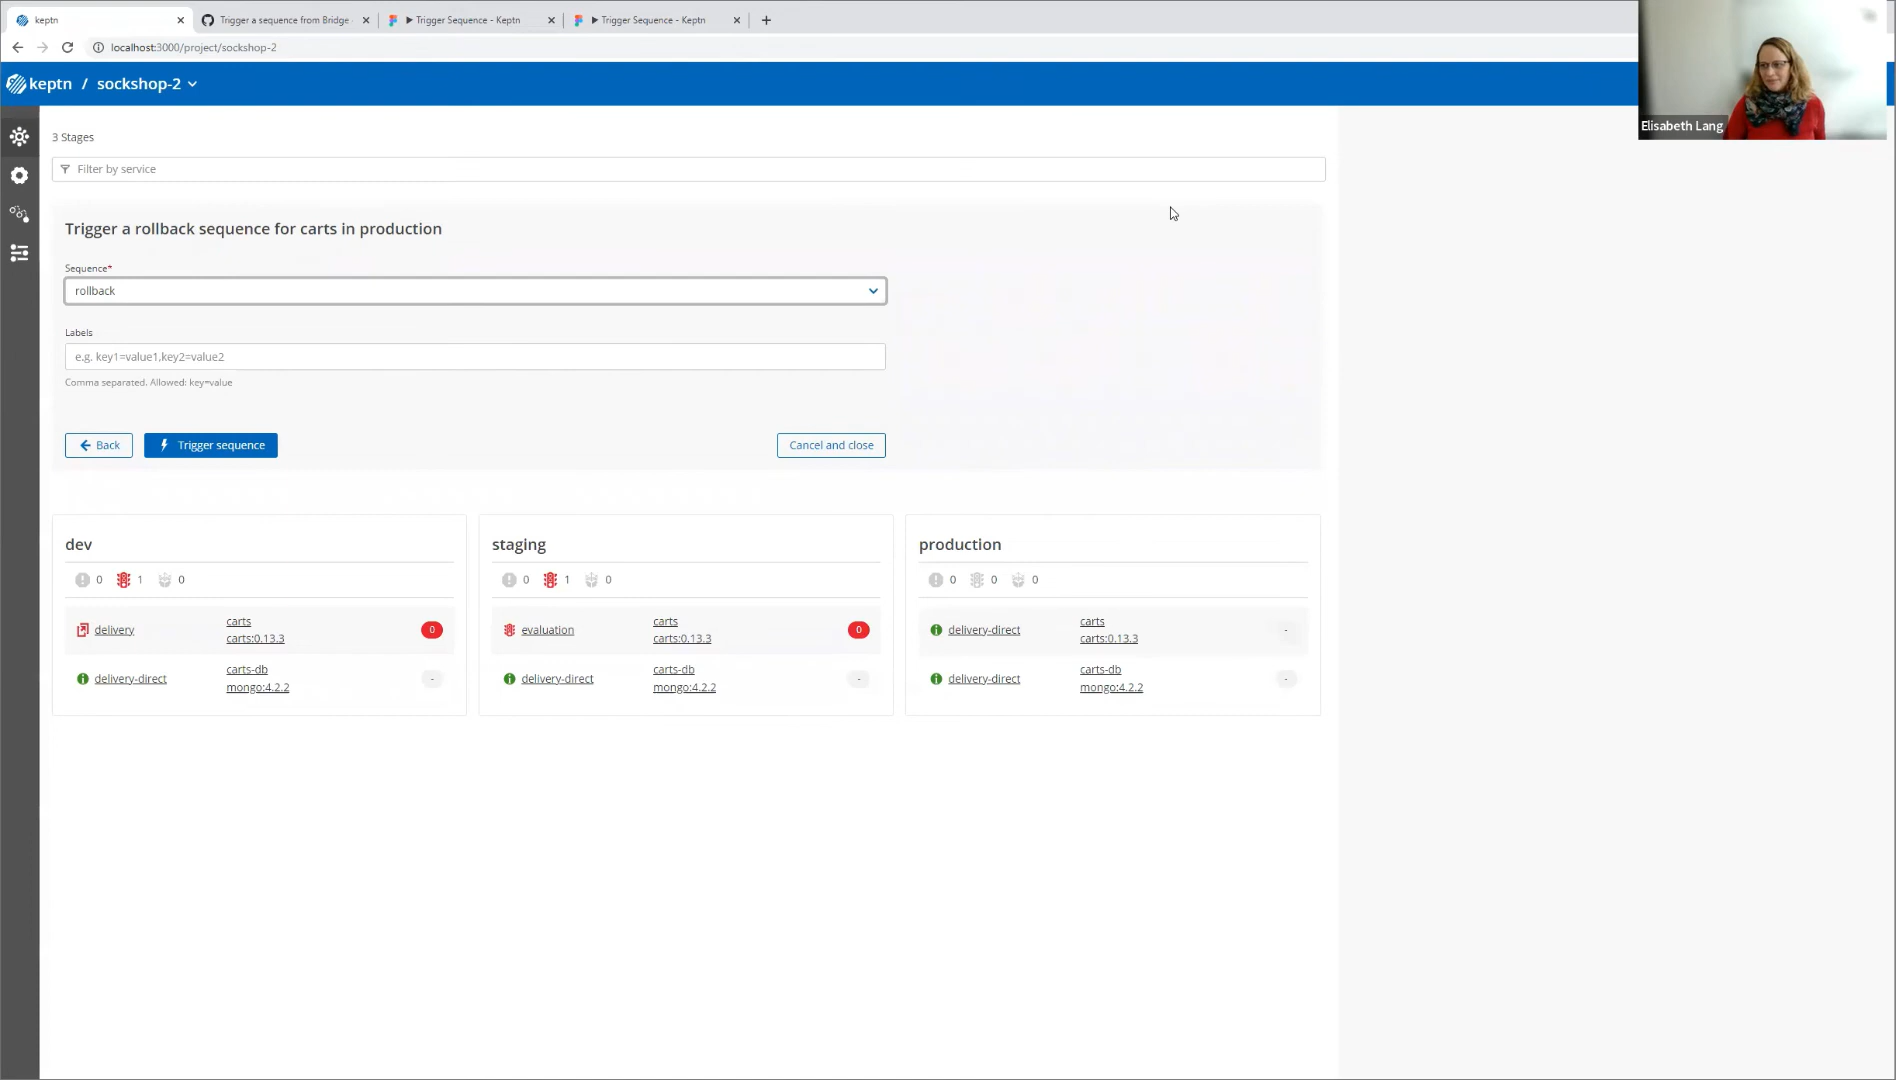 keptn
Trigger a sequence from Bridge
Trigger Sequence - Keptn
Trigger Sequence - Keptn
localhost:3000/project/sockshop-2
keptn / sockshop-2
Elisabeth Lang
3 Stages
Filter by service
Trigger a rollback sequence for carts in production
Sequence*
rollback
Labels
e.g. key1=value1,key2=value2
Comma separated. Allowed: key=value
Back
Trigger sequence
Cancel and close
dev
0 1 0
delivery
carts
carts:0.13.3
0
delivery-direct
carts-db
mongo:4.2.2
-
staging
0 1 0
evaluation
carts
carts:0.13.3
0
delivery-direct
carts-db
mongo:4.2.2
-
production
0 0 0
delivery-direct
carts
carts:0.13.3
-
delivery-direct
carts-db
mongo:4.2.2
-